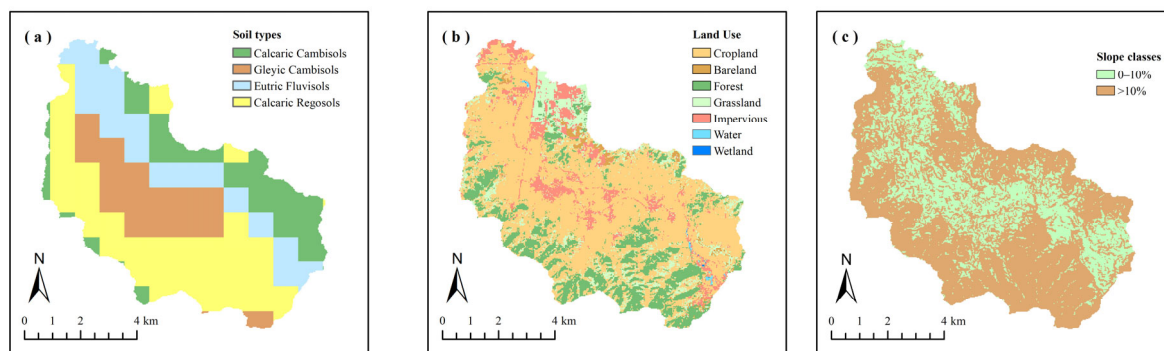 ( a )
Soil types
Calcaric Cambisols
Gleyic Cambisols
Eutric Fluvisols
Calcaric Regosols
N
0 1 2 4 km
( b )
Land Use
Cropland
Bareland
Forest
Grassland
Impervious
Water
Wetland
N
0 1 2 4 km
( c )
Slope classes
0–10%
>10%
N
0 1 2 4 km